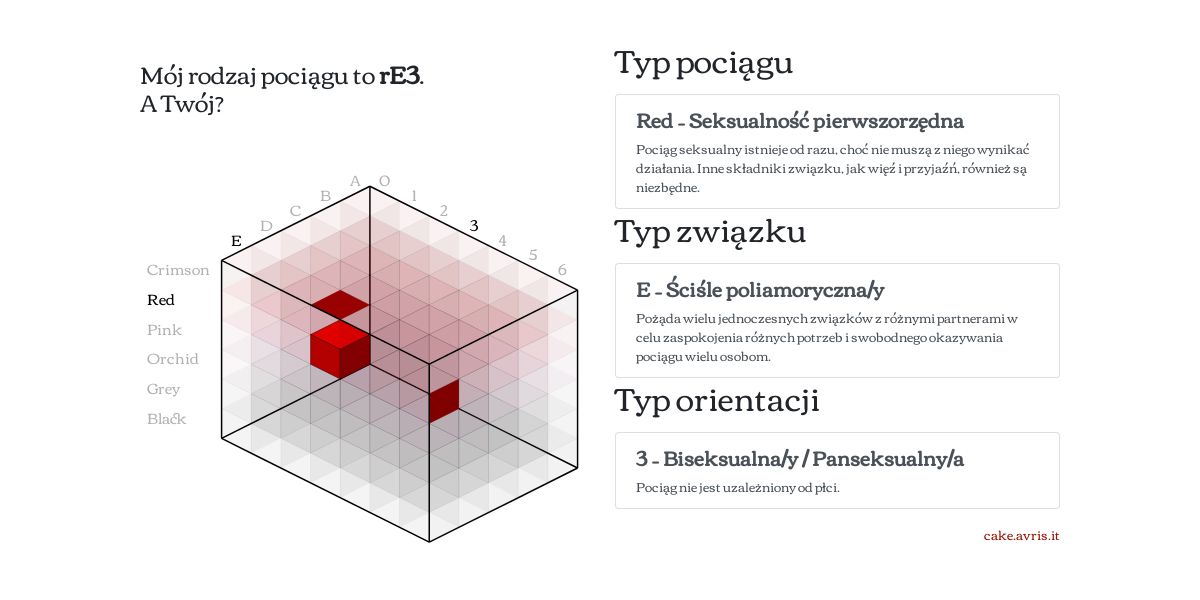 Mój rodzaj pociągu to rE3.
A Twój?
A
B
C
D
E
O
1
2
3
4
5
6
Crimson
Red
Pink
Orchid
Grey
Black
Typ pociągu
Red - Seksualność pierwszorzędna
Pociąg seksualny istnieje od razu, choć nie muszą z niego wynikać
działania. Inne składniki związku, jak więź i przyjaźń, również są
niezbędne.
Typ związku
E - Ściśle poliamoryczna/y
Pożąda wielu jednoczesnych związków z różnymi partnerami w
celu zaspokojenia różnych potrzeb i swobodnego okazywania
pociągu wielu osobom.
Typ orientacji
3 - Biseksualna/y / Panseksualny/a
Pociąg nie jest uzależniony od płci.
cake.avris.it